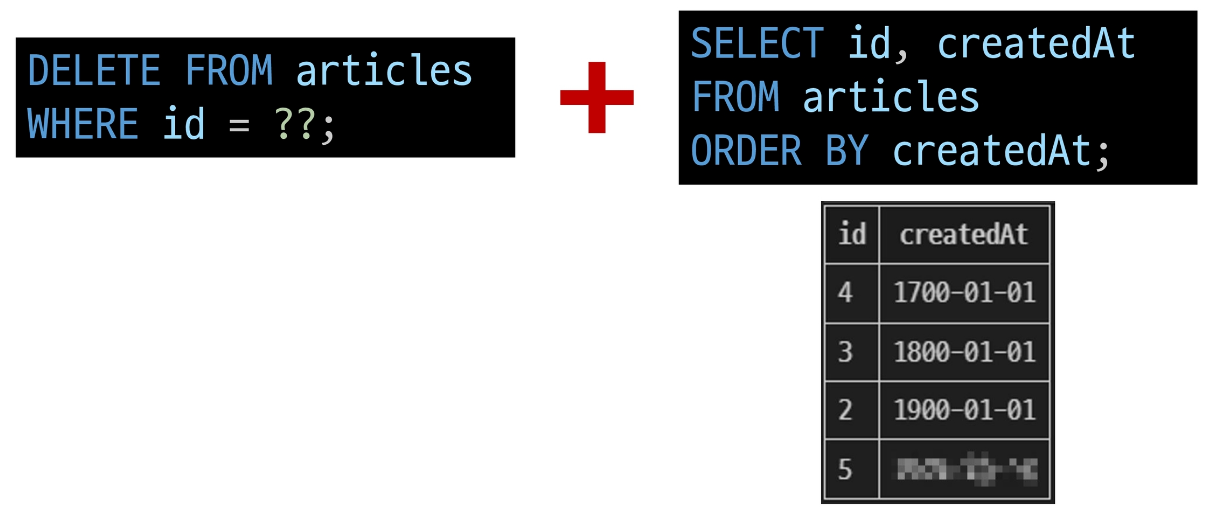 DELETE FROM articles
WHERE id = ??;
SELECT id, createdAt
FROM articles
ORDER BY createdAt;
id createdAt
4 1700-01-01
3 1800-01-01
2 1900-01-01
5